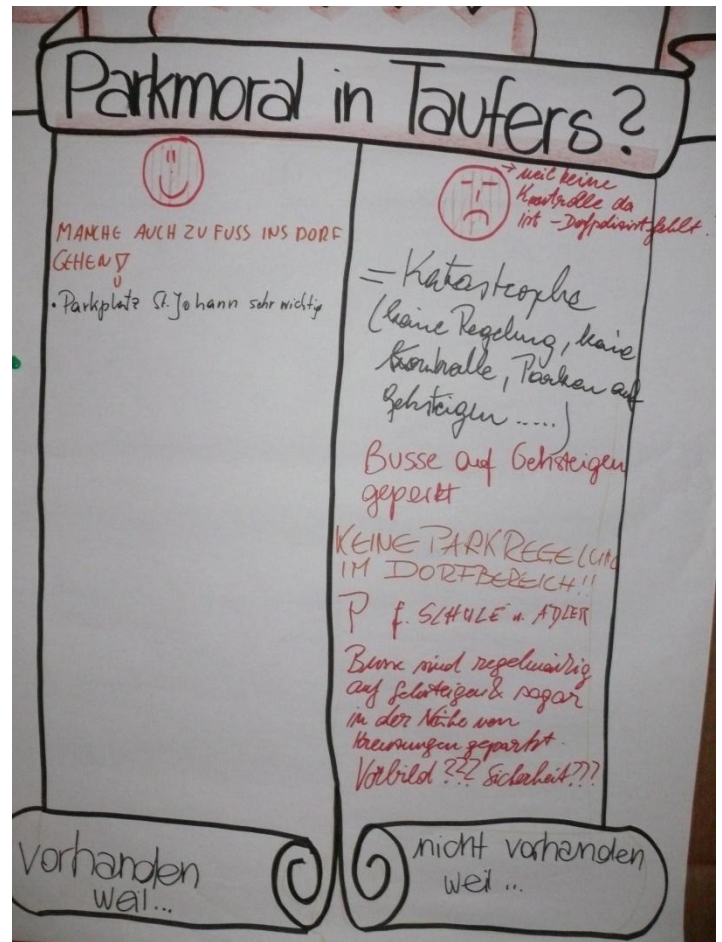 Parkmoral in Taufers?
MANCHE AUCH ZU FUSS INS DORF
GEHEN!
• Parkplatz St. Johann sehr wichtig
→ weil keine
Kontrolle da
ist - Dorfpolizist fehlt.
= Katastrophe
(keine Regelung, keine
Kontrolle, Parken auf
Gehsteigen .....)
Busse auf Gehsteigen
geparkt
KEINE PARKREGELUNG
IM DORFBEREICH!!
P f. SCHULE u. ADLER
Busse sind regelmäßig
auf Gehsteigen & sogar
in der Nähe von
Kreuzungen geparkt.
Vorbild??? Sicherheit???
vorhanden
weil...
nicht vorhanden
weil...